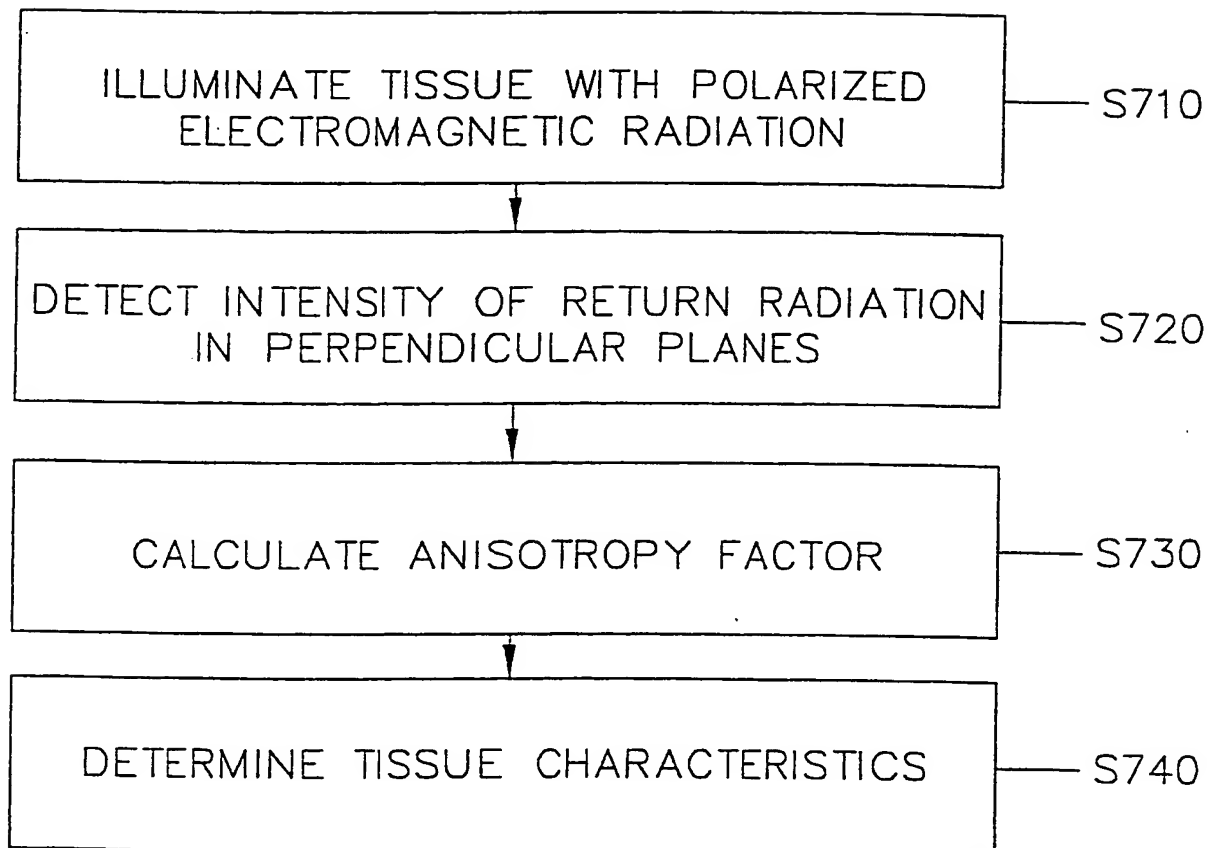 ILLUMINATE TISSUE WITH POLARIZED
ELECTROMAGNETIC RADIATION
S710
DETECT INTENSITY OF RETURN RADIATION
IN PERPENDICULAR PLANES
S720
CALCULATE ANISOTROPY FACTOR
S730
DETERMINE TISSUE CHARACTERISTICS
S740